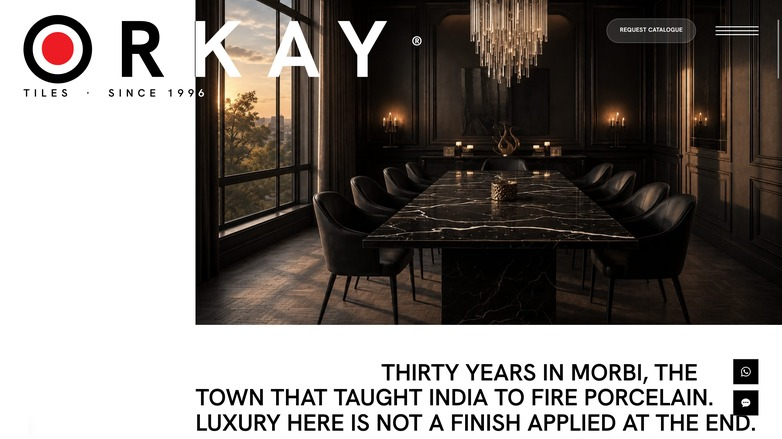 ORKAY ®
REQUEST CATALOGUE
TILES · SINCE 1996
THIRTY YEARS IN MORBI, THE
TOWN THAT TAUGHT INDIA TO FIRE PORCELAIN.
LUXURY HERE IS NOT A FINISH APPLIED AT THE END.